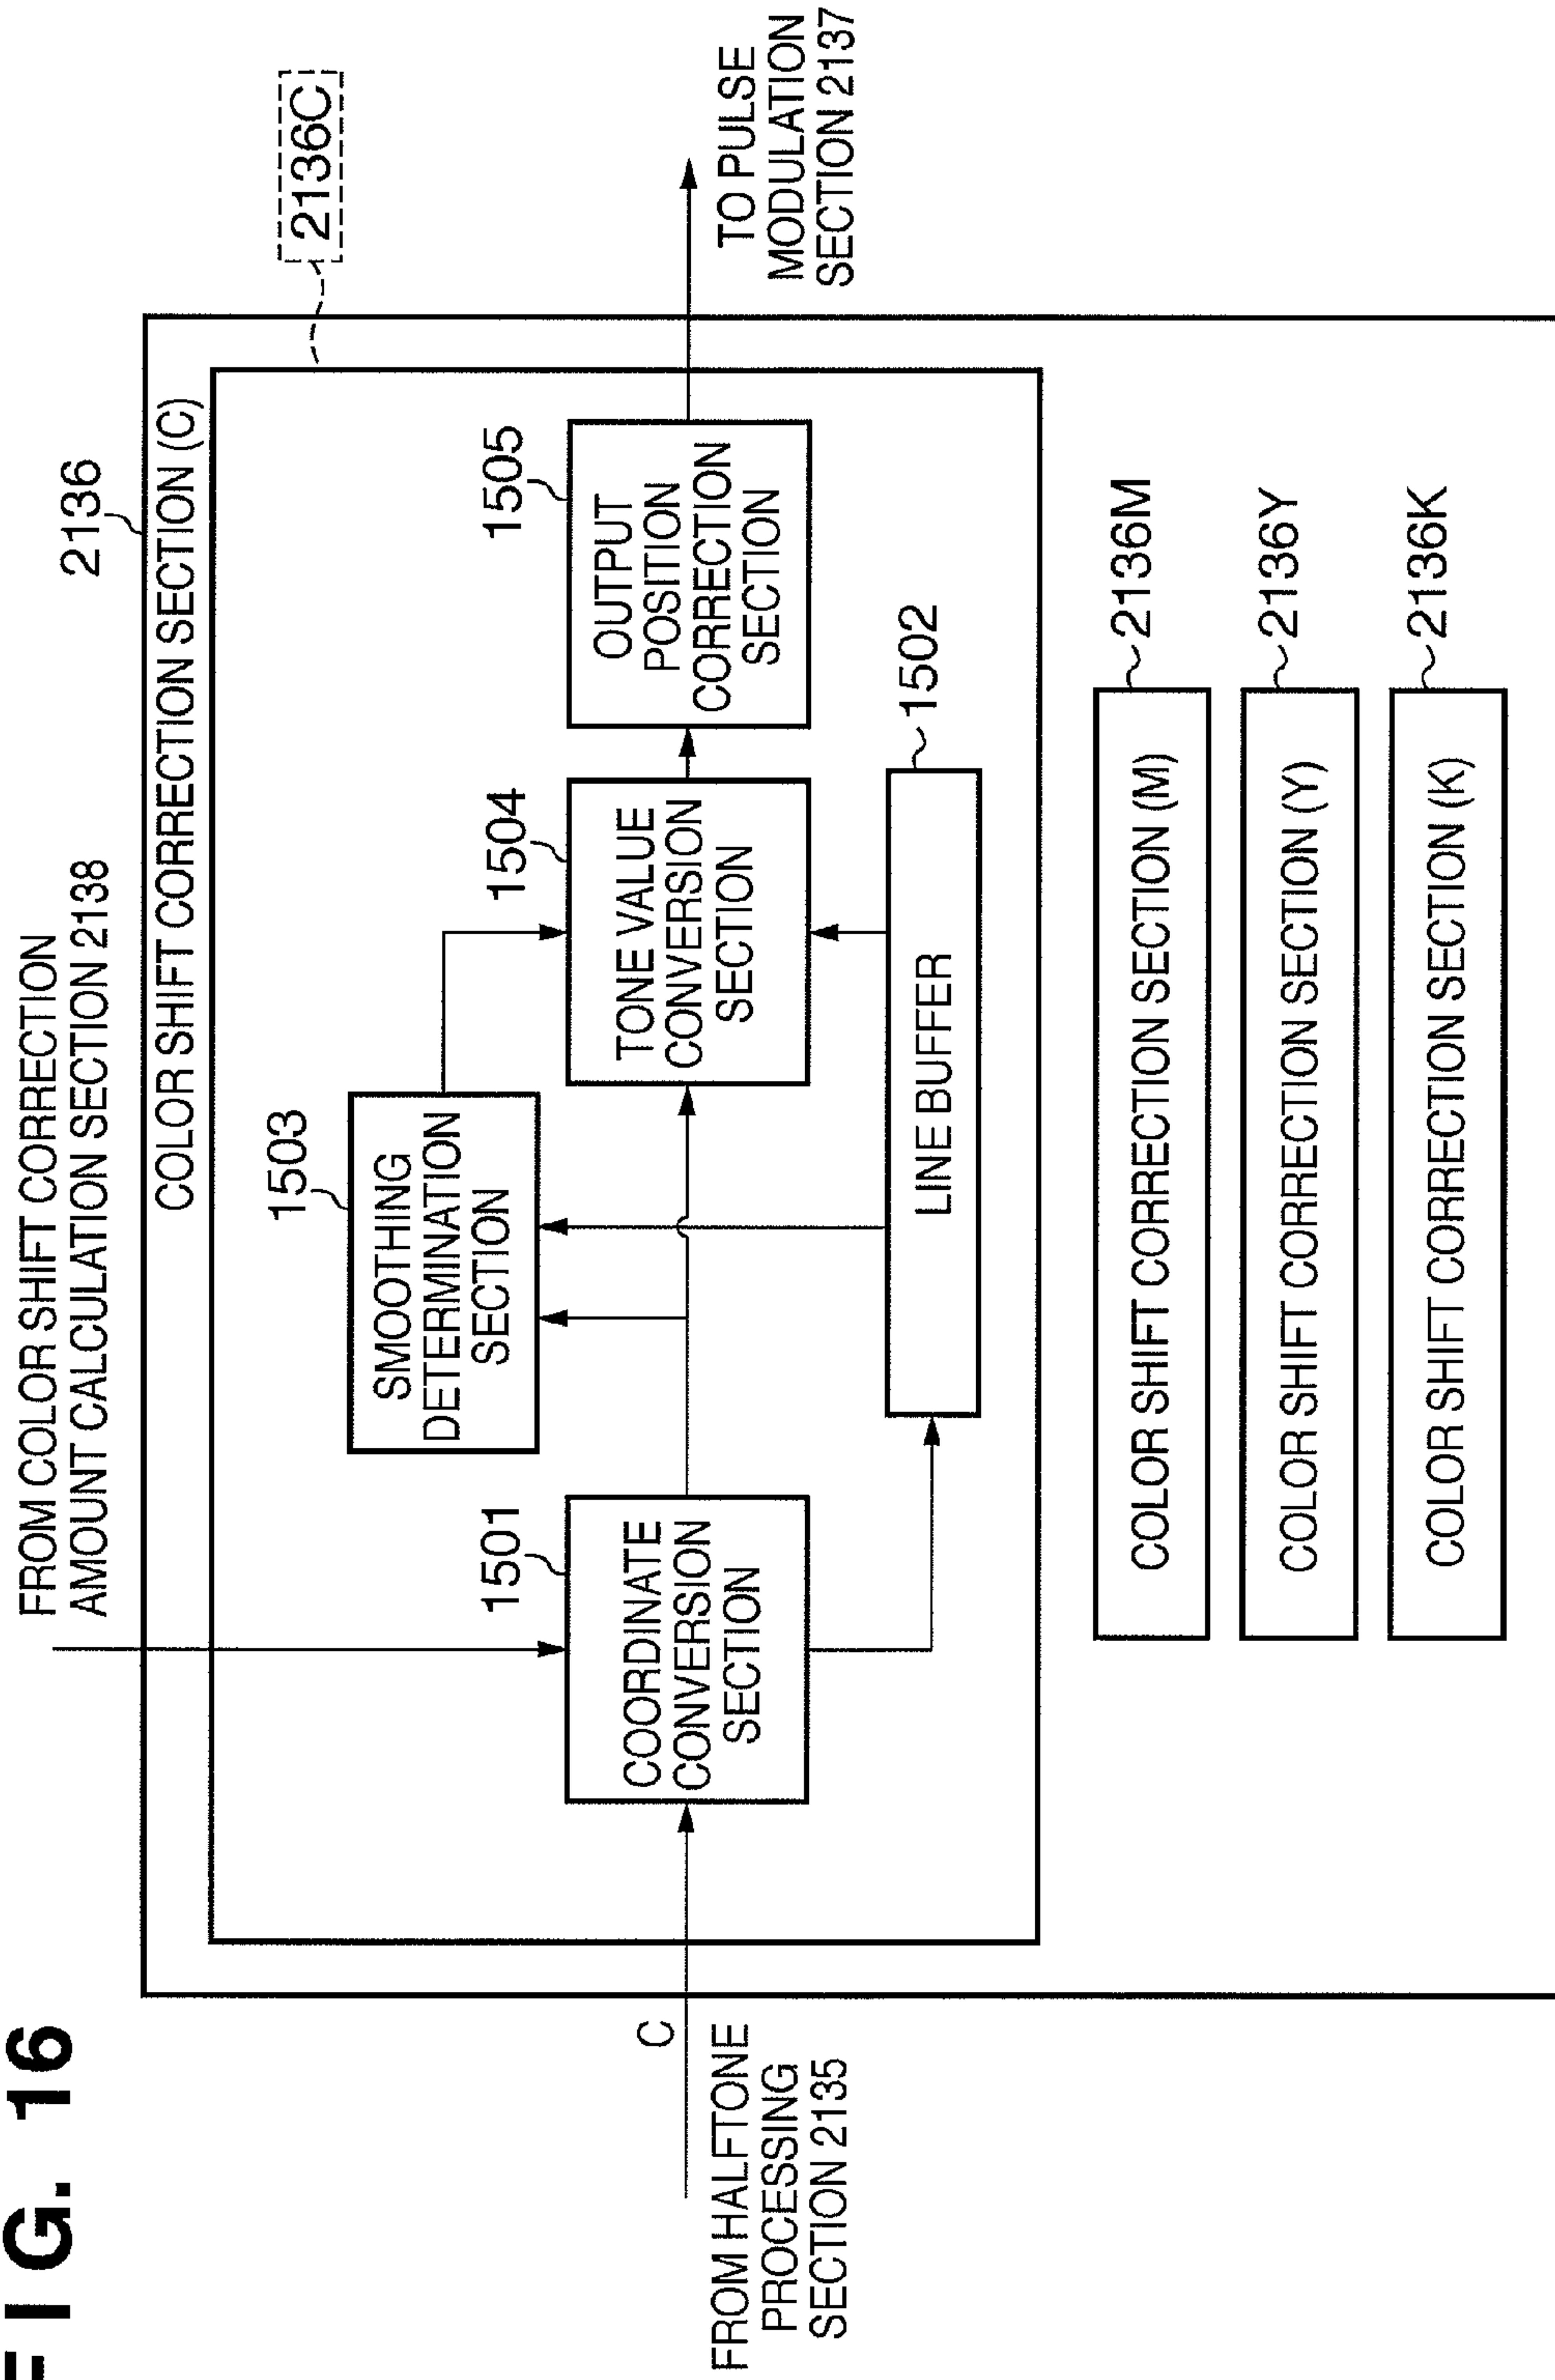 FIG. 16
FROM COLOR SHIFT CORRECTION
AMOUNT CALCULATION SECTION 2138
2136
COLOR SHIFT CORRECTION SECTION (C)
2136C
1503
SMOOTHING
DETERMINATION
SECTION
1501
COORDINATE
CONVERSION
SECTION
1504
TONE VALUE
CONVERSION
SECTION
1505
OUTPUT
POSITION
CORRECTION
SECTION
C
FROM HALFTONE
PROCESSING
SECTION 2135
TO PULSE
MODULATION
SECTION 2137
1502
LINE BUFFER
COLOR SHIFT CORRECTION SECTION (M)
2136M
COLOR SHIFT CORRECTION SECTION (Y)
2136Y
COLOR SHIFT CORRECTION SECTION (K)
2136K